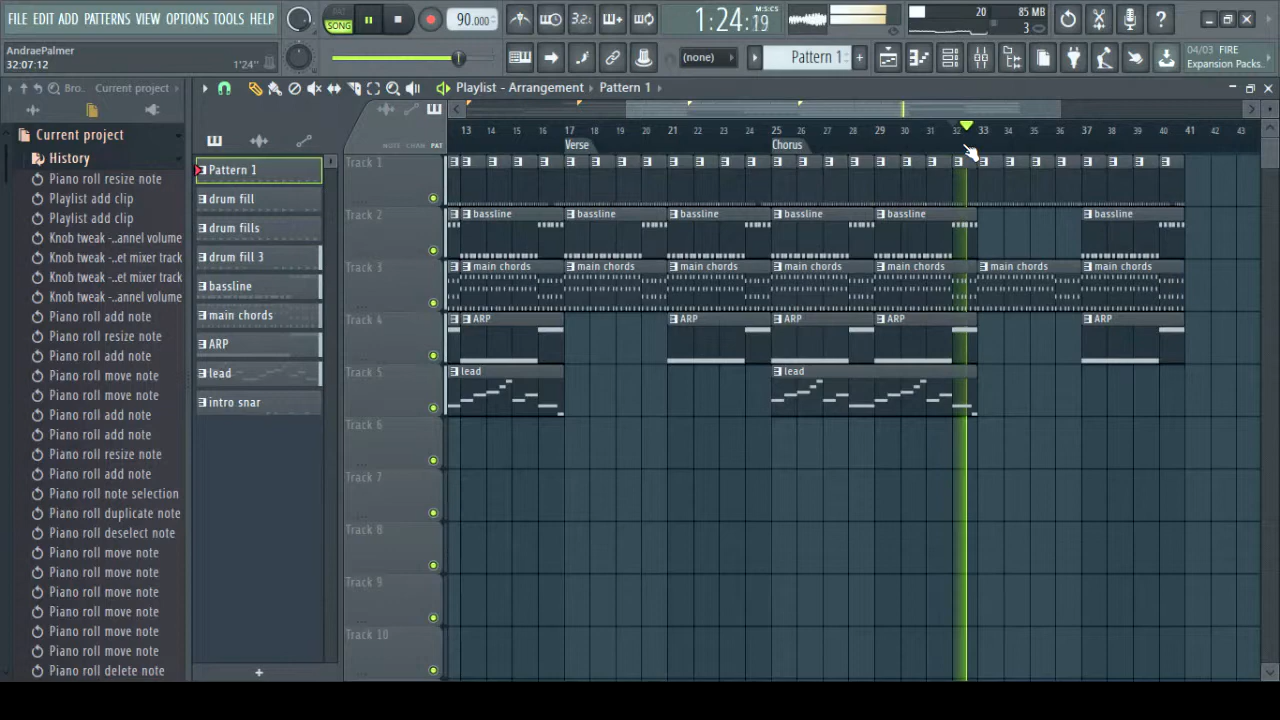 FILE EDIT ADD PATTERNS VIEW OPTIONS TOOLS HELP
PAT
SONG
90.000
3.2
M:S:CS
1:24:19
20
85 MB
3
AndraePalmer
32:07:12
1'24"
(none)
Pattern 1
04/03 FIRE
Expansion Packs..
Bro..
Current project
Playlist - Arrangement
Pattern 1
Current project
History
Piano roll resize note
Playlist add clip
Playlist add clip
Knob tweak -..annel volume
Knob tweak -..et mixer track
Knob tweak -..et mixer track
Knob tweak -..annel volume
Piano roll add note
Piano roll resize note
Piano roll add note
Piano roll move note
Piano roll move note
Piano roll add note
Piano roll add note
Piano roll resize note
Piano roll add note
Piano roll note selection
Piano roll duplicate note
Piano roll deselect note
Piano roll move note
Piano roll move note
Piano roll move note
Piano roll move note
Piano roll move note
Piano roll move note
Piano roll delete note
Pattern 1
drum fill
drum fills
drum fill 3
bassline
main chords
ARP
lead
intro snar
NOTE CHAN PAT
13 14 15 16 17 18 19 20 21 22 23 24 25 26 27 28 29 30 31 32 33 34 35 36 37 38 39 40 41 42 43
Verse
Chorus
Track 1
Track 2
bassline bassline bassline bassline bassline bassline
Track 3
main chords main chords main chords main chords main chords main chords main chords
Track 4
ARP ARP ARP ARP ARP
Track 5
lead lead
Track 6
Track 7
Track 8
Track 9
Track 10